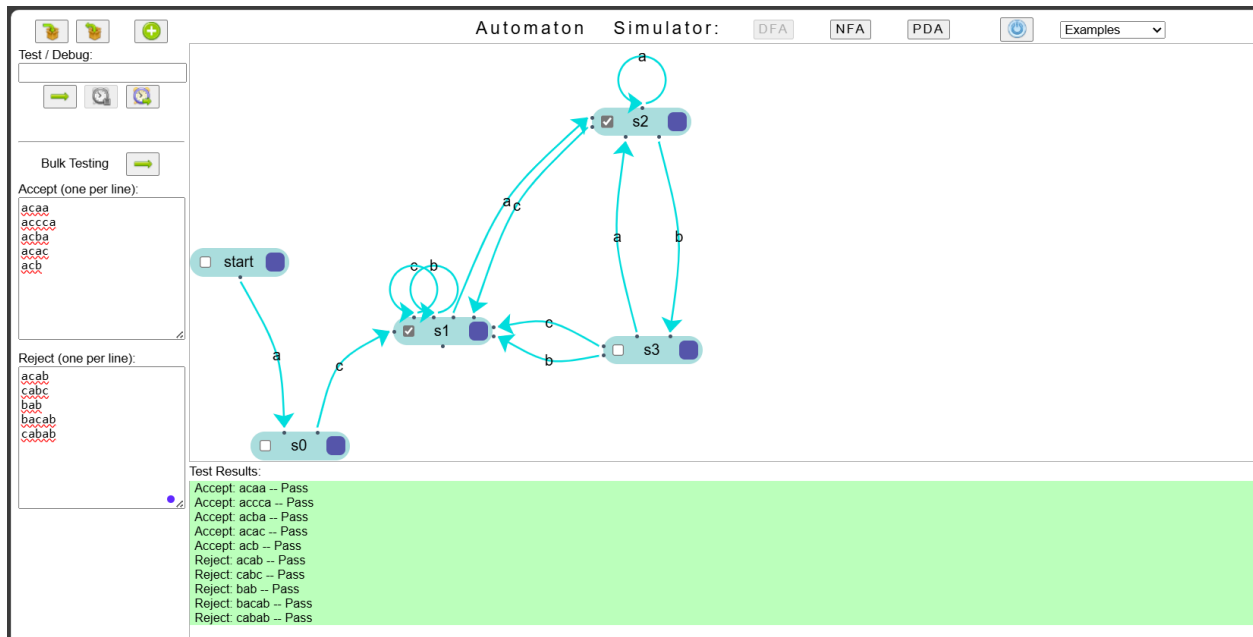 Automaton Simulator: DFA NFA PDA Examples
Test / Debug:
Bulk Testing
Accept (one per line):
acaa
accca
acba
acac
acb
Reject (one per line):
acab
cabc
bab
bacab
cabab
a
s2
a
c
a
b
start
c
b
s1
c
s3
a
b
c
s0
Test Results:
Accept: acaa -- Pass
Accept: accca -- Pass
Accept: acba -- Pass
Accept: acac -- Pass
Accept: acb -- Pass
Reject: acab -- Pass
Reject: cabc -- Pass
Reject: bab -- Pass
Reject: bacab -- Pass
Reject: cabab -- Pass